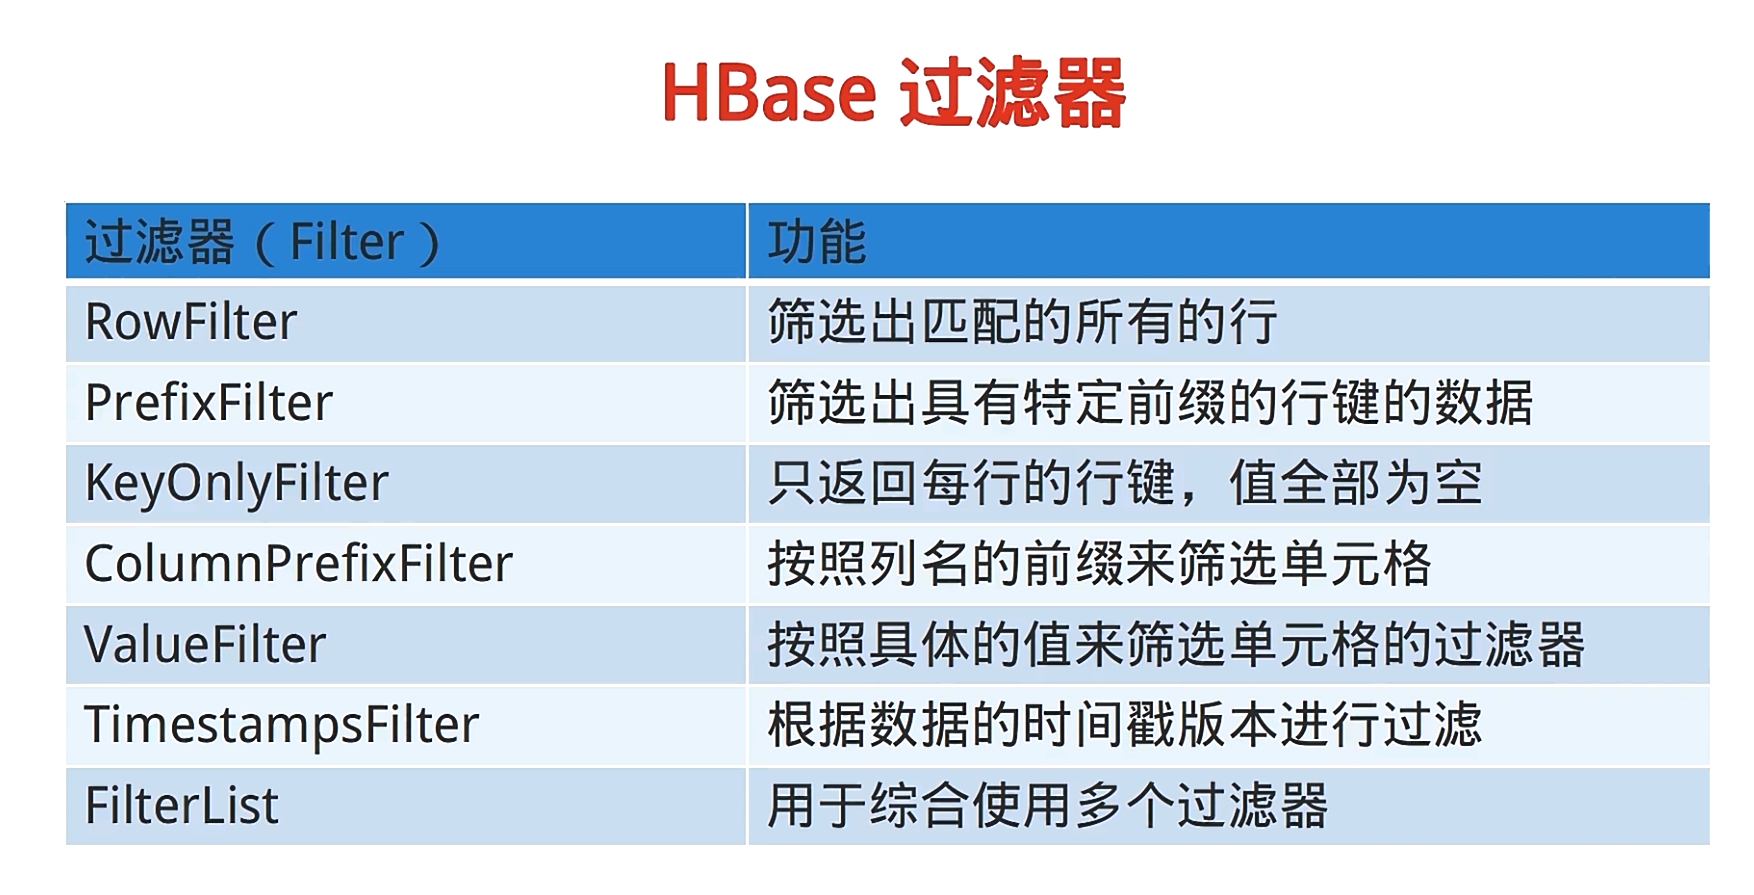 HBase 过滤器
过滤器（Filter） 功能
RowFilter 筛选出匹配的所有的行
PrefixFilter 筛选出具有特定前缀的行键的数据
KeyOnlyFilter 只返回每行的行键，值全部为空
ColumnPrefixFilter 按照列名的前缀来筛选单元格
ValueFilter 按照具体的值来筛选单元格的过滤器
TimestampsFilter 根据数据的时间戳版本进行过滤
FilterList 用于综合使用多个过滤器